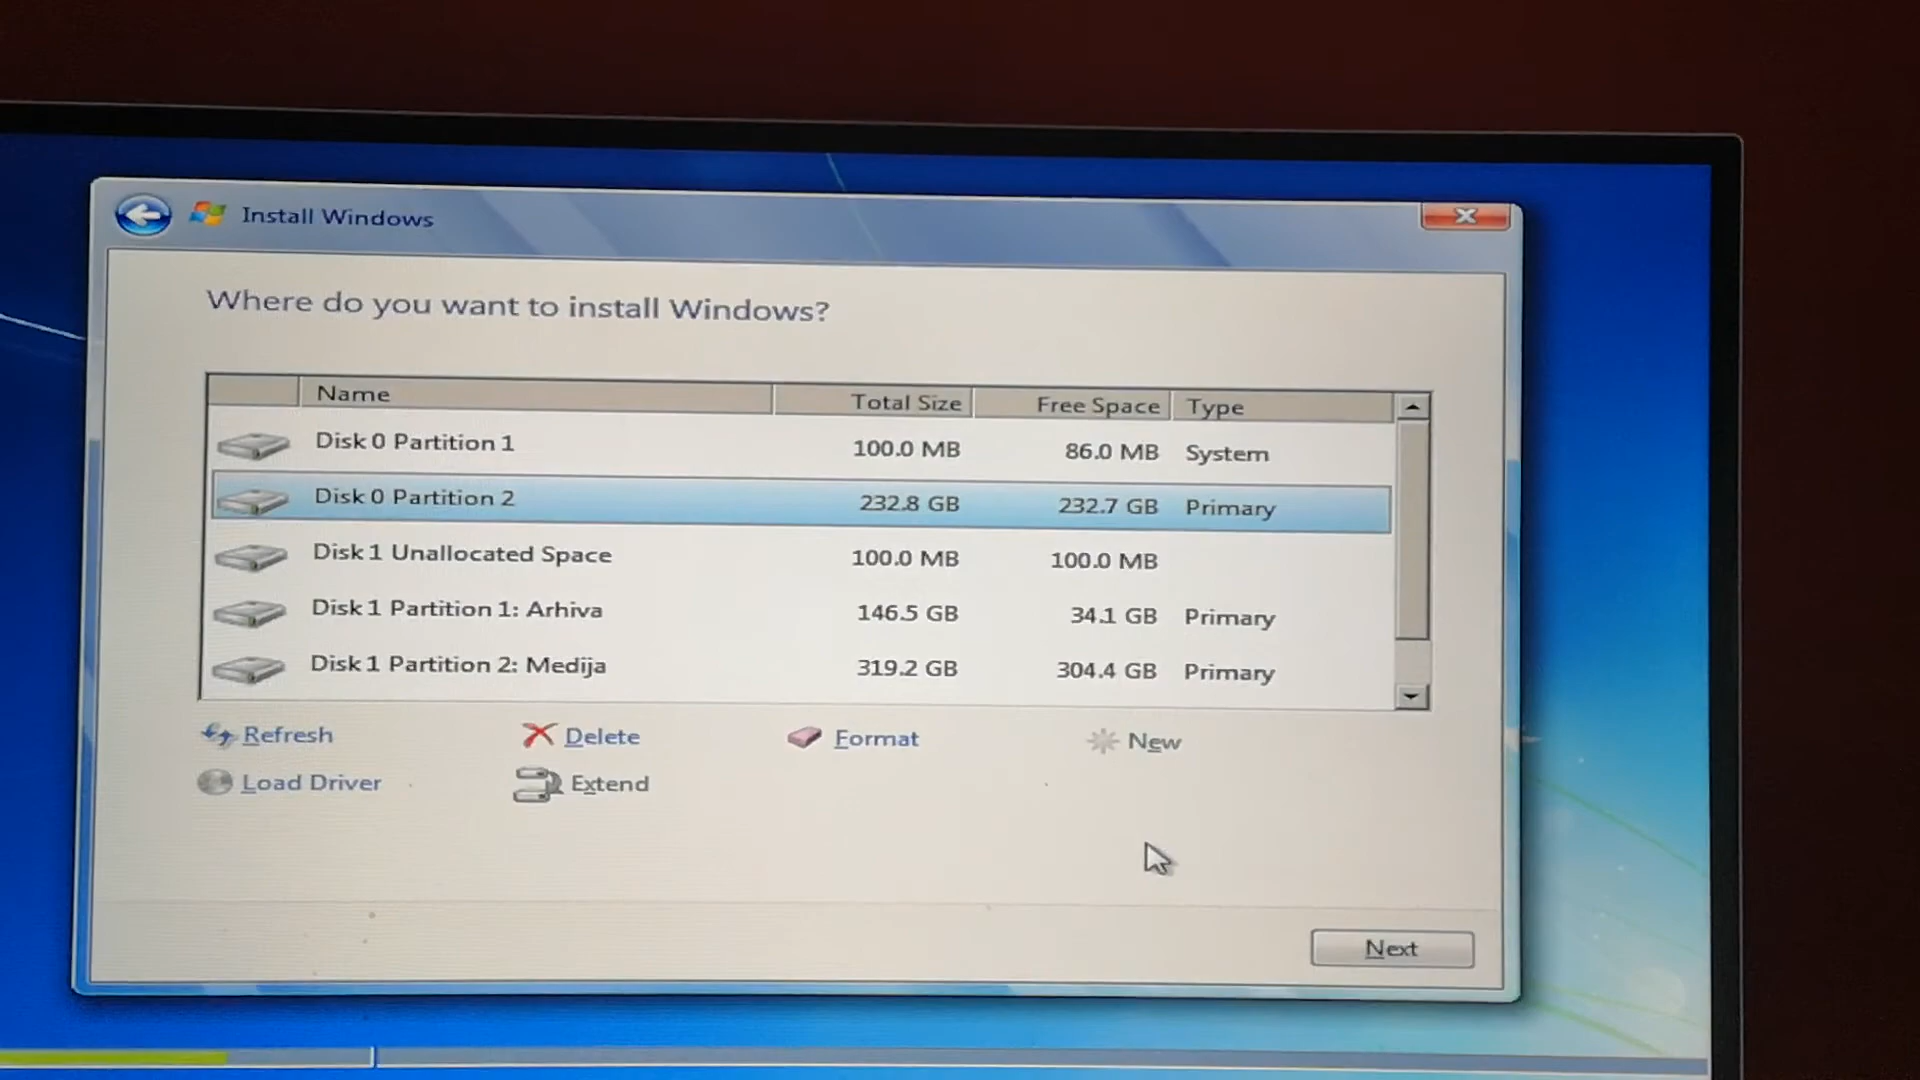 Install Windows
Where do you want to install Windows?
Name Total Size Free Space Type
Disk 0 Partition 1 100.0 MB 86.0 MB System
Disk 0 Partition 2 232.8 GB 232.7 GB Primary
Disk 1 Unallocated Space 100.0 MB 100.0 MB
Disk 1 Partition 1: Arhiva 146.5 GB 34.1 GB Primary
Disk 1 Partition 2: Medija 319.2 GB 304.4 GB Primary
Refresh Delete Format New
Load Driver Extend
Next